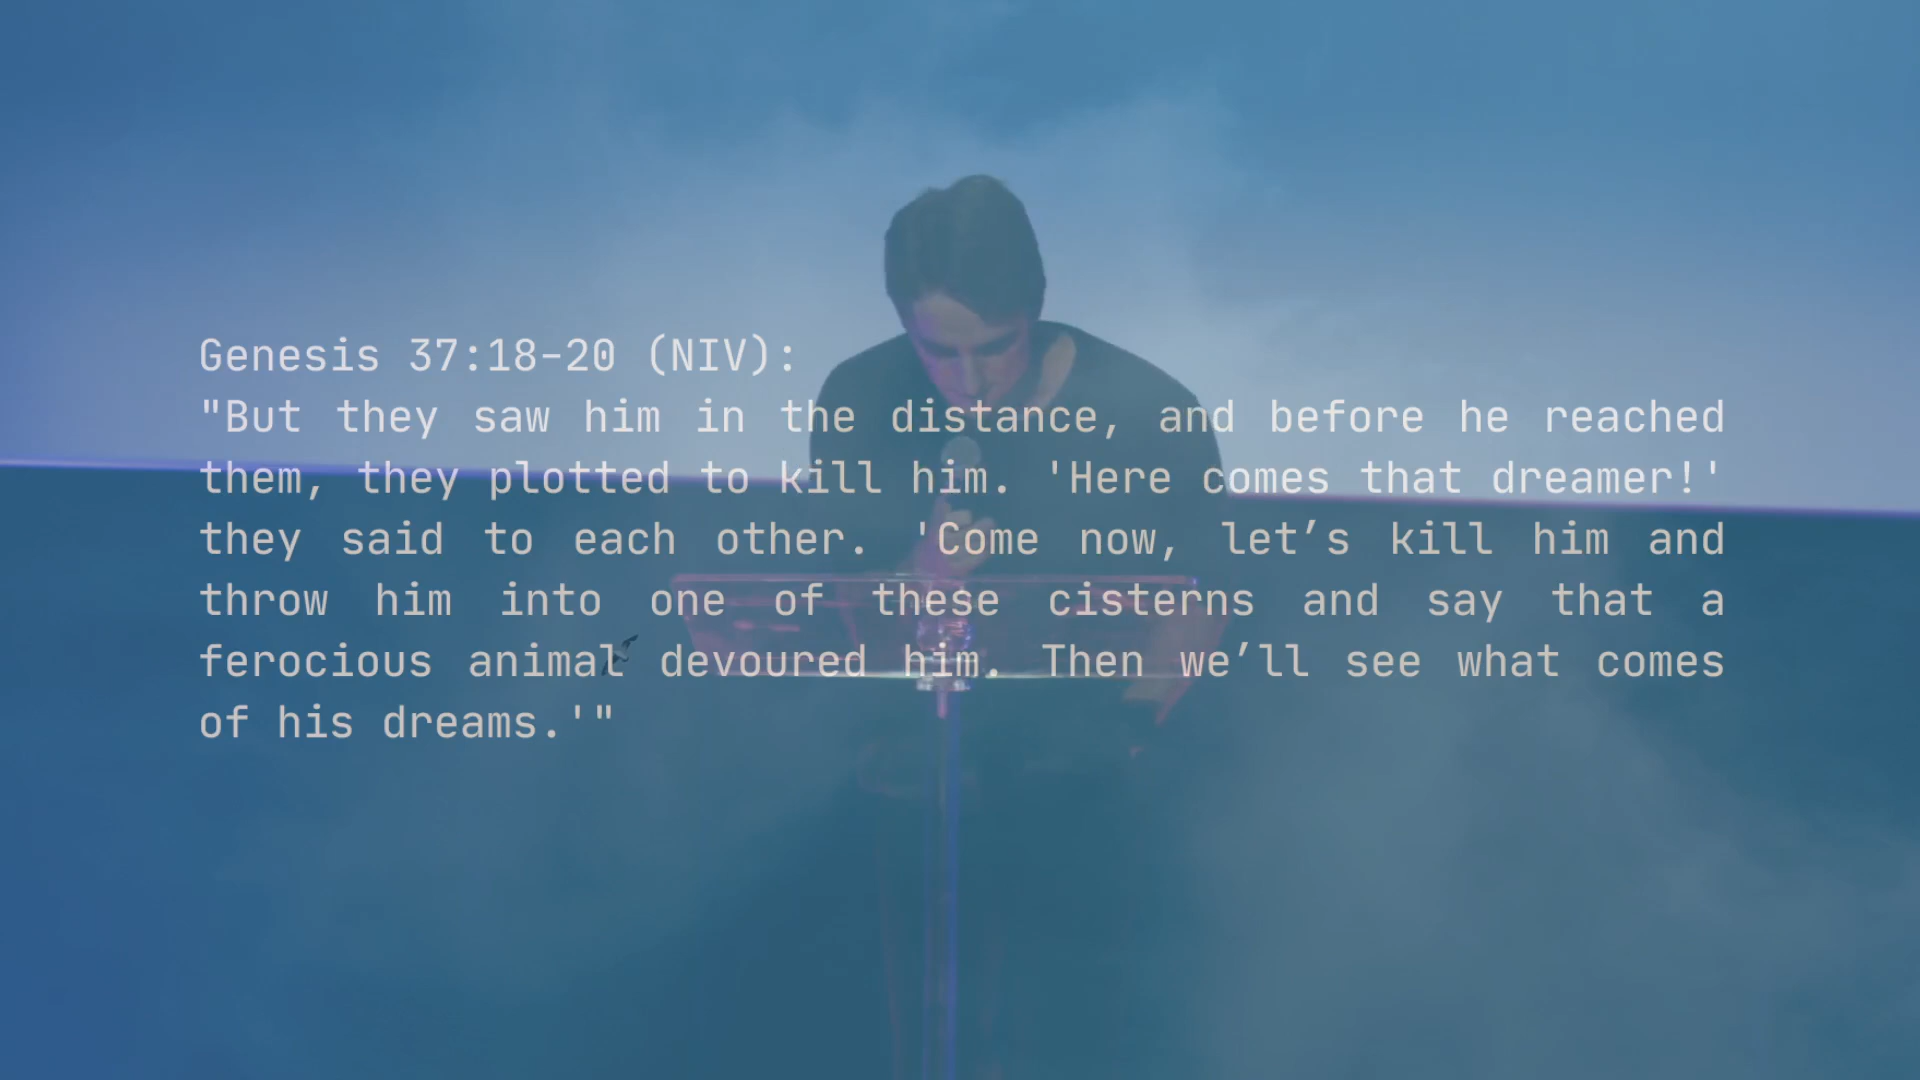 Genesis 37:18–20 (NIV):
"But they saw him in the distance, and before he reached
them, they plotted to kill him. 'Here comes that dreamer!'
they said to each other. 'Come now, let’s kill him and
throw him into one of these cisterns and say that a
ferocious animal devoured him. Then we’ll see what comes
of his dreams.'"